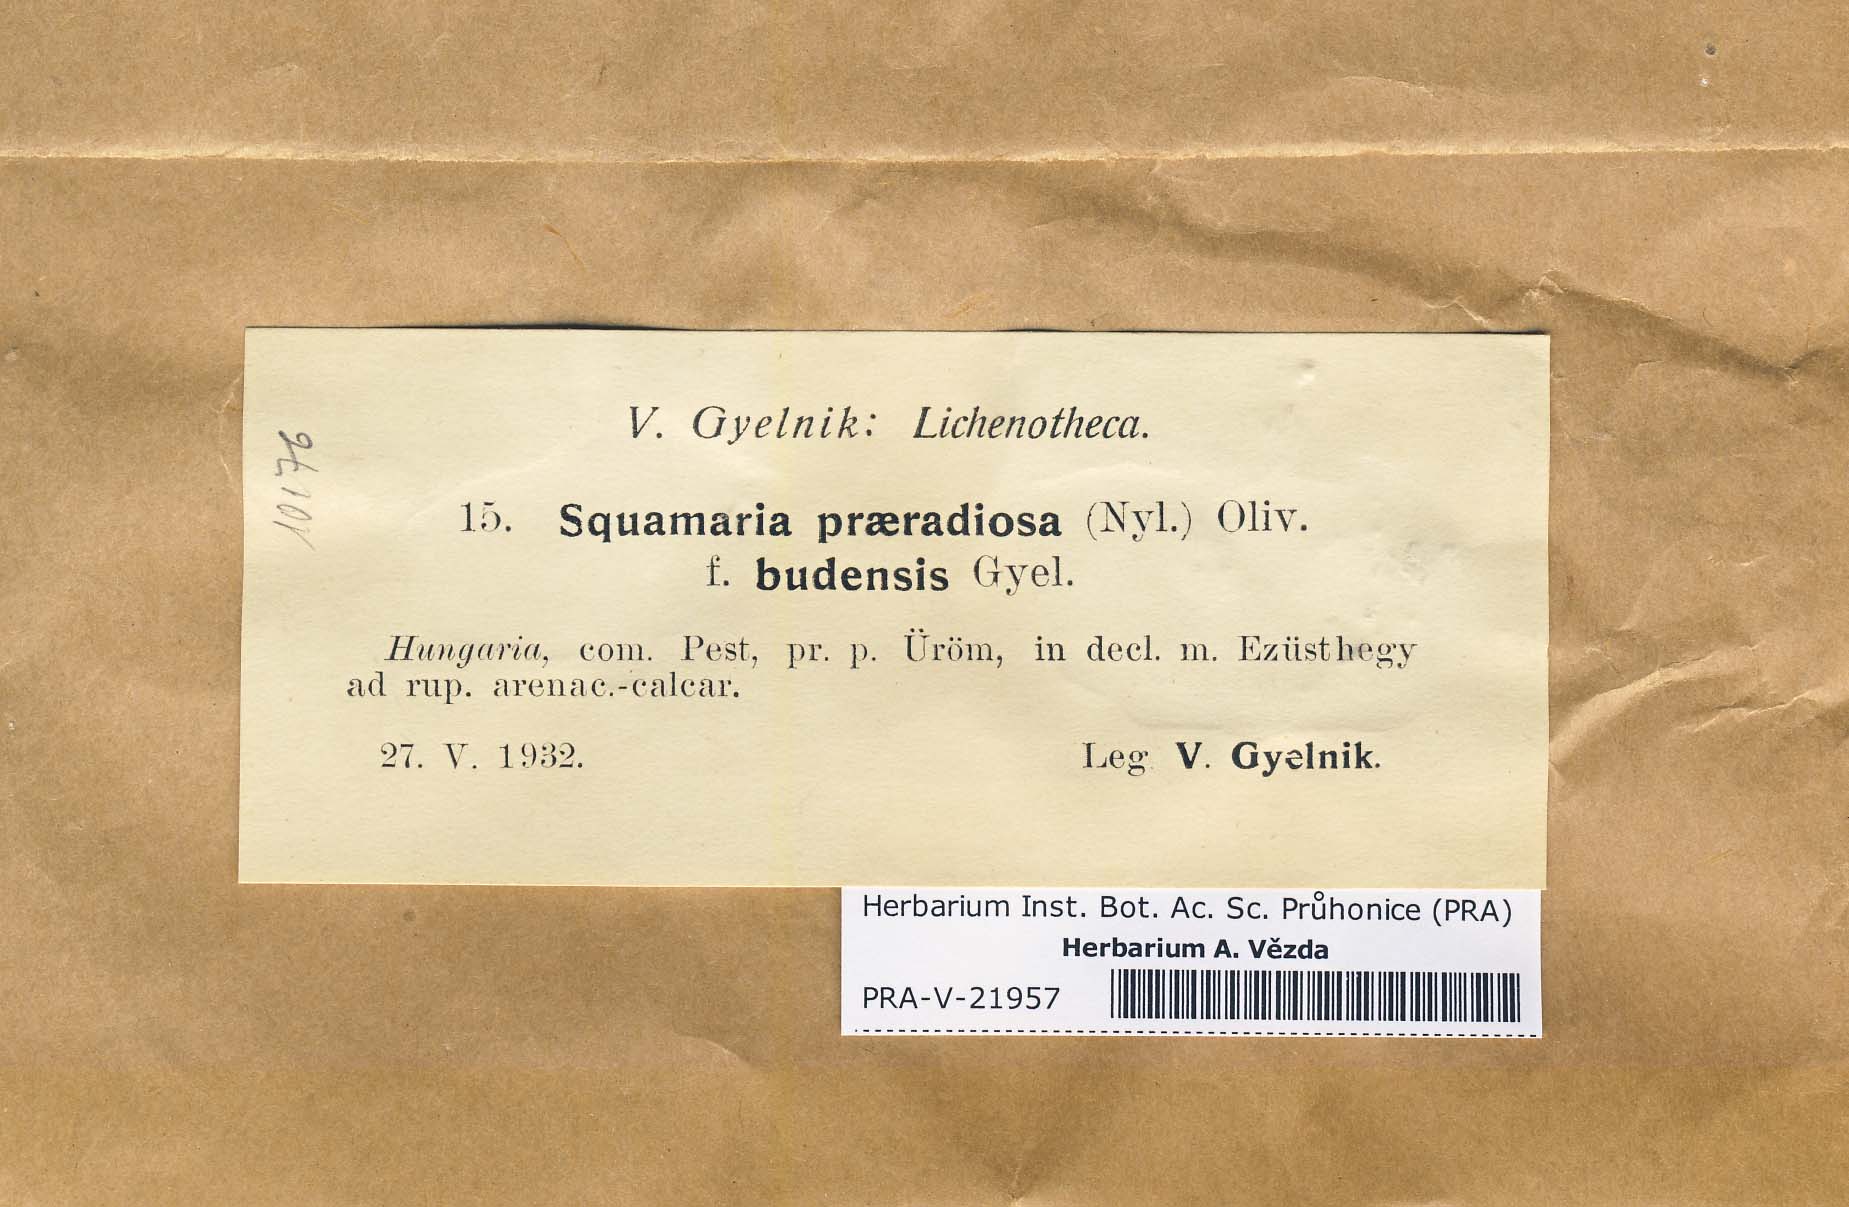 V. Gyelnik: Lichenotheca.
15. Squamaria præradiosa (Nyl.) Oliv.
f. budensis Gyel.
Hungaria, com. Pest, pr. p. Üröm, in decl. m. Ezüsthegy
ad rup. arenac.-calcar.
27. V. 1932.
Leg. V. Gyelnik.
Herbarium Inst. Bot. Ac. Sc. Průhonice (PRA)
Herbarium A. Vězda
PRA-V-21957